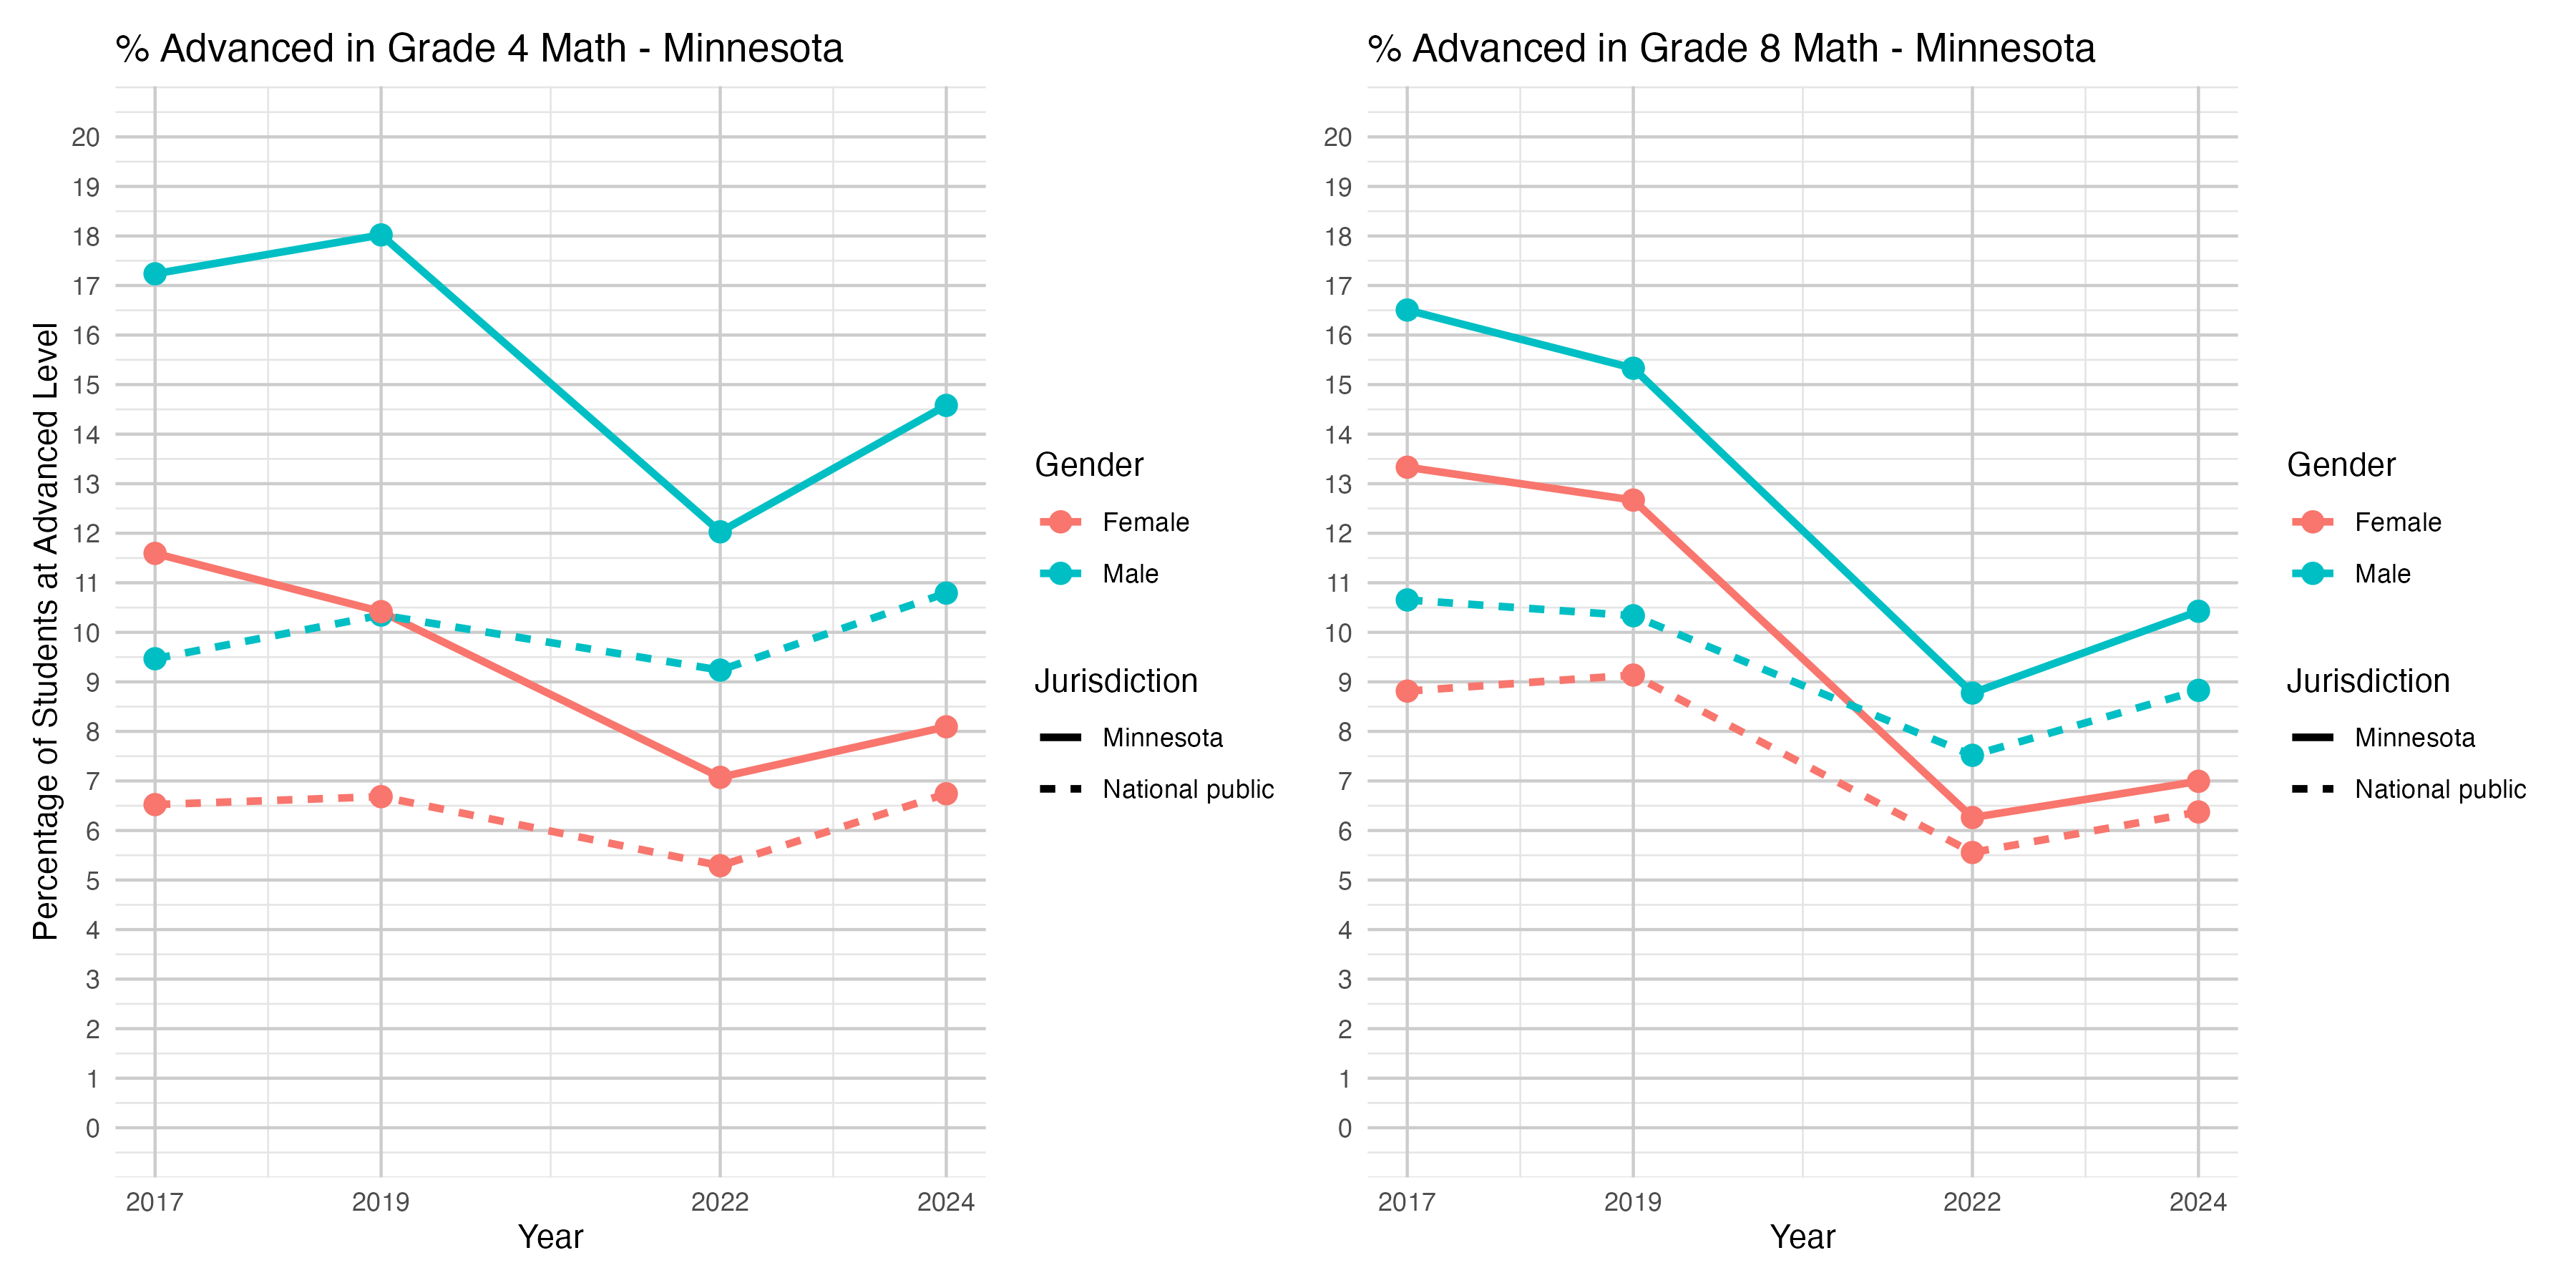 % Advanced in Grade 4 Math - Minnesota
Percentage of Students at Advanced Level
20
19
18
17
16
15
14
13
12
11
10
9
8
7
6
5
4
3
2
1
0
2017 2019 2022 2024
Year
Gender
Female
Male
Jurisdiction
Minnesota
National public
% Advanced in Grade 8 Math - Minnesota
20
19
18
17
16
15
14
13
12
11
10
9
8
7
6
5
4
3
2
1
0
2017 2019 2022 2024
Year
Gender
Female
Male
Jurisdiction
Minnesota
National public